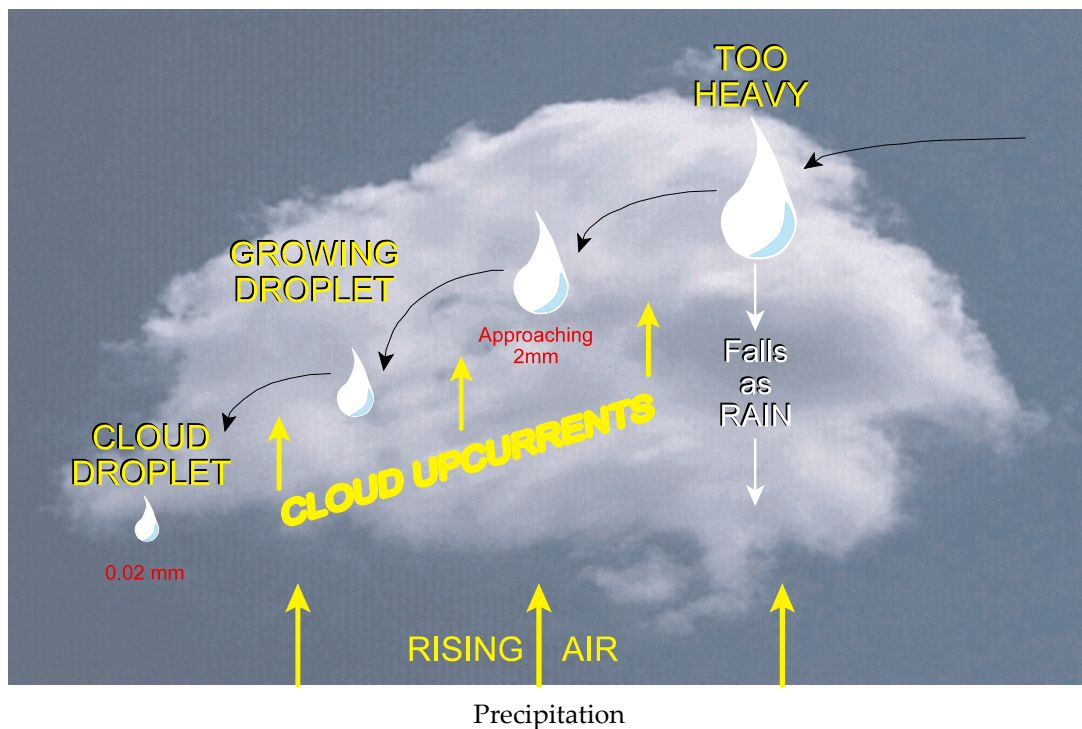 TOO
HEAVY
GROWING
DROPLET
Approaching
2mm
Falls
as
RAIN
CLOUD
DROPLET
CLOUD UPCURRENTS
0.02 mm
RISING AIR
Precipitation